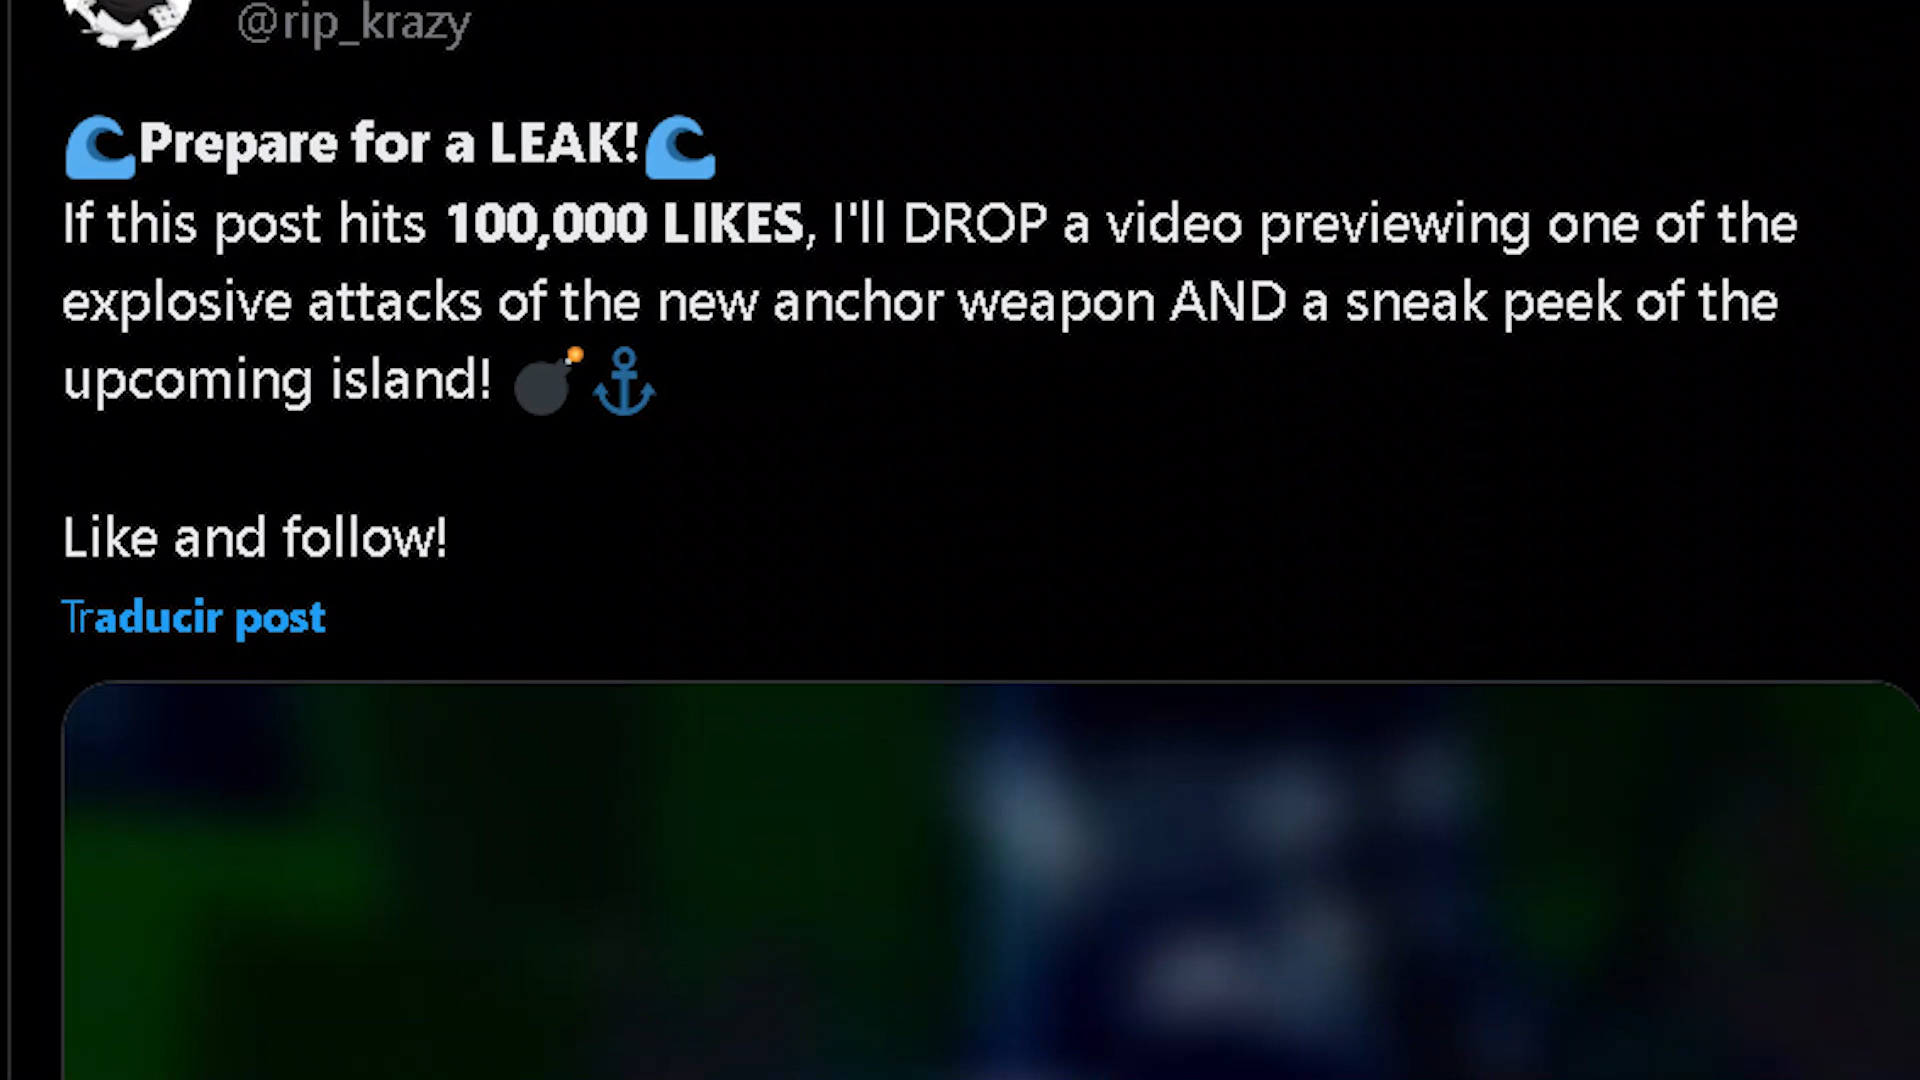 @rip_krazy
🌊Prepare for a LEAK!🌊
If this post hits 100,000 LIKES, I'll DROP a video previewing one of the
explosive attacks of the new anchor weapon AND a sneak peek of the
upcoming island! 💣⚓
Like and follow!
Traducir post